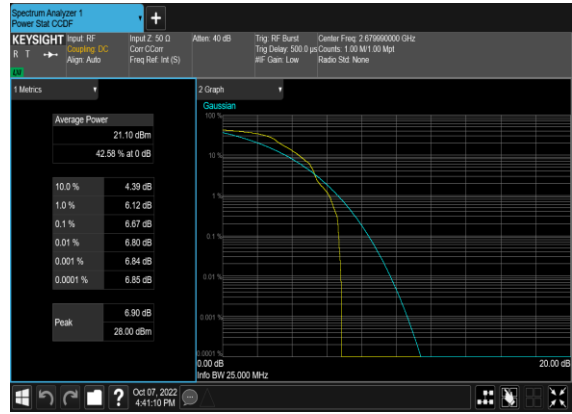 Spectrum Analyzer 1
Power Stat CCDF
+
KEYSIGHT Input: RF Input Z: 50 Ω Atten: 40 dB Trig: RF Burst Center Freq: 2.679990000 GHz
R T Coupling: DC Corr CCorr Trig Delay: 500.0 µs Counts: 1.00 M/1.00 Mpt
Align: Auto Freq Ref: Int (S) #IF Gain: Low Radio Std: None
LXI
1 Metrics
2 Graph
Gaussian
Average Power
21.10 dBm
42.58 % at 0 dB
10.0 % 4.39 dB
1.0 % 6.12 dB
0.1 % 6.67 dB
0.01 % 6.80 dB
0.001 % 6.84 dB
0.0001 % 6.85 dB
Peak 6.90 dB
28.00 dBm
100 %
10 %
1 %
0.1 %
0.01 %
0.001 %
0.0001 %
0.00 dB 20.00 dB
Info BW 25.000 MHz
? Oct 07, 2022
4:41:10 PM